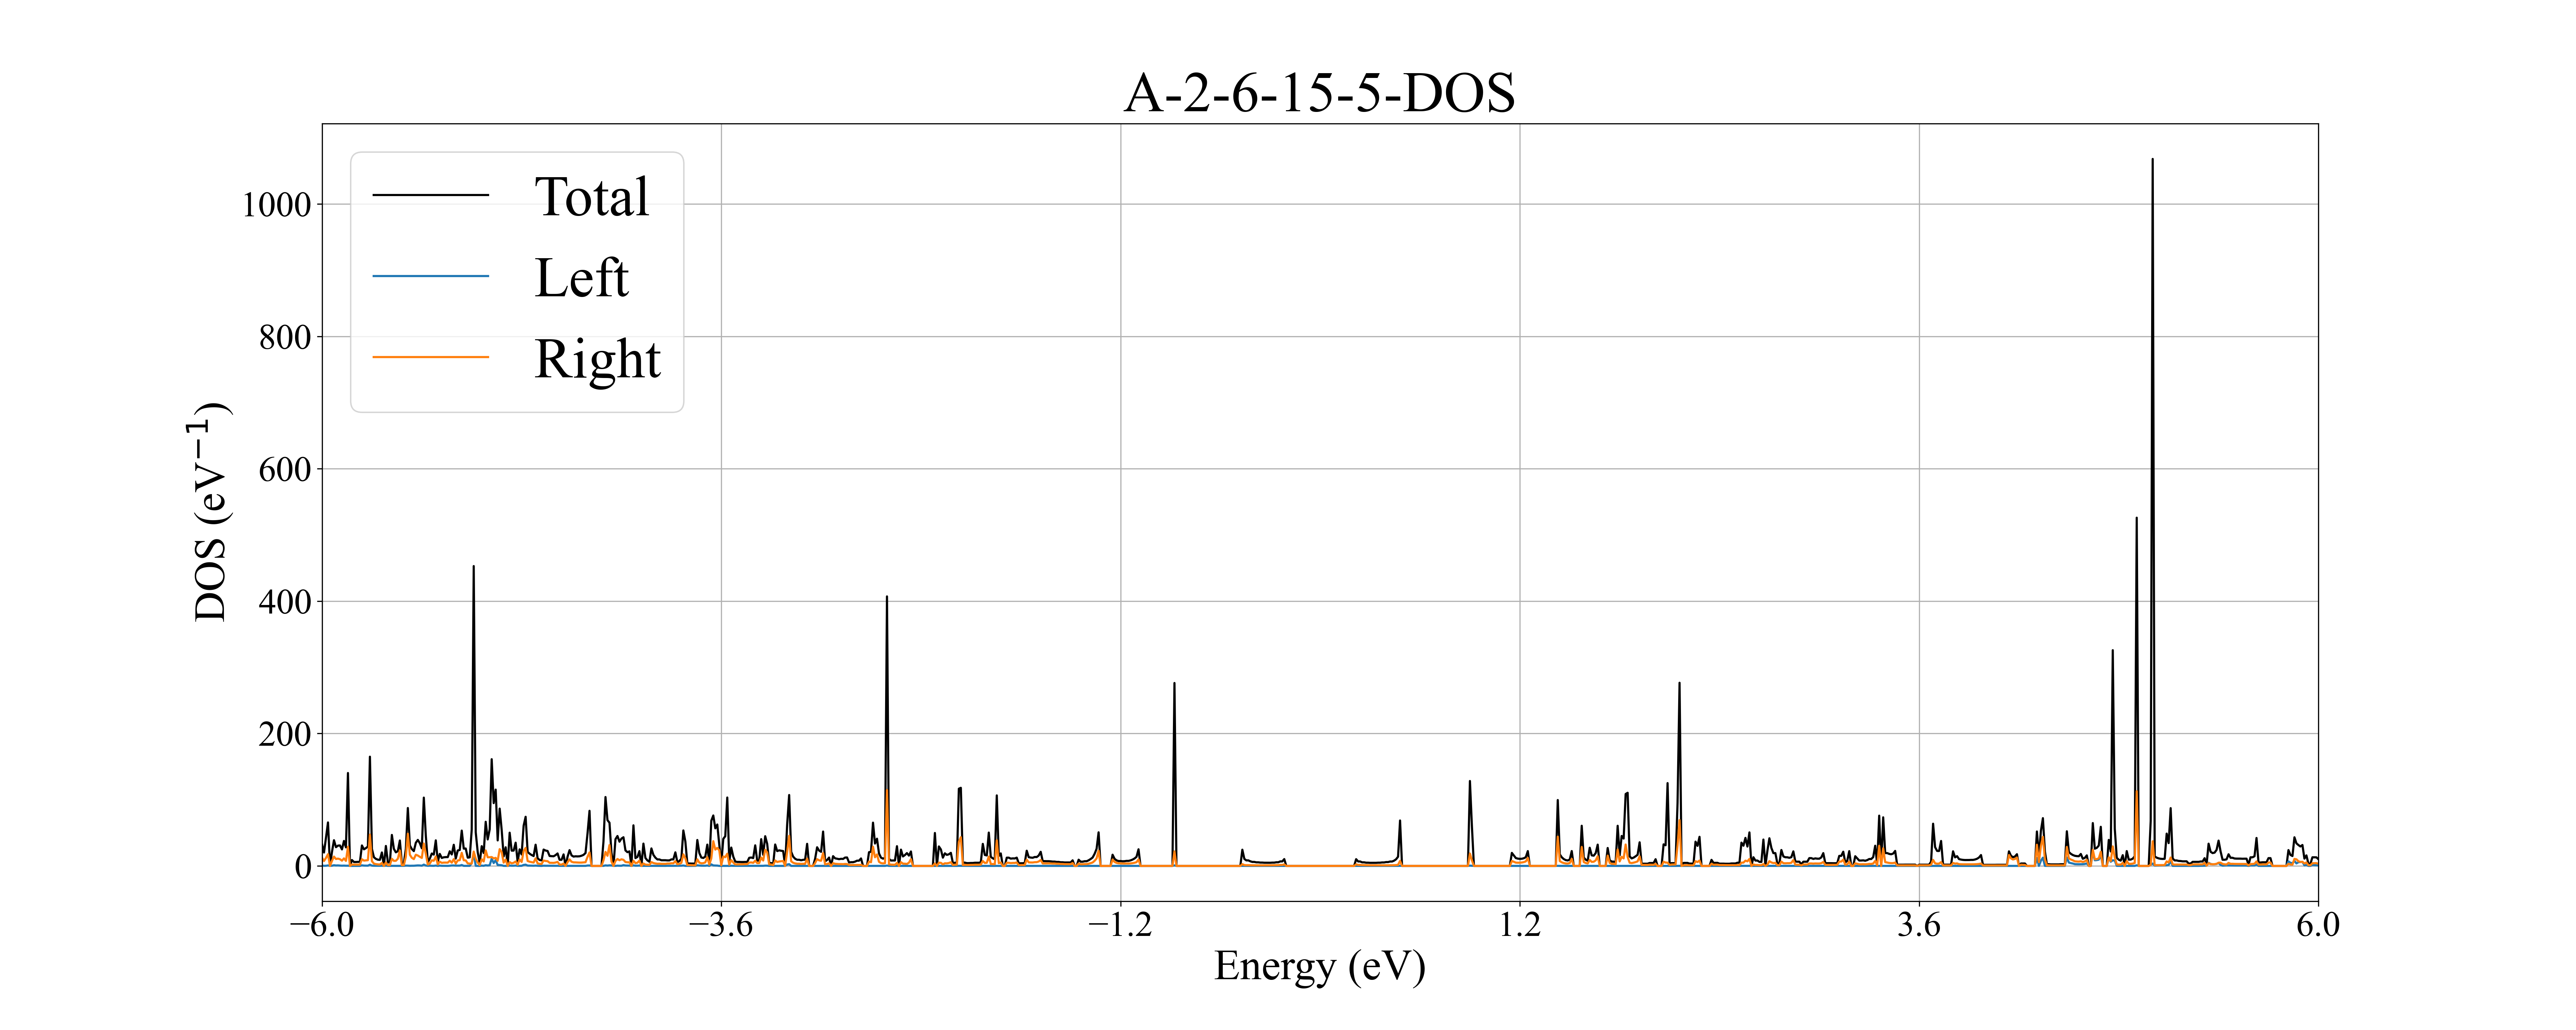 A-2-6-15-5-DOS
Total
Left
Right
DOS (eV⁻¹)
1000
800
600
400
200
0
−6.0 −3.6 −1.2 1.2 3.6 6.0
Energy (eV)